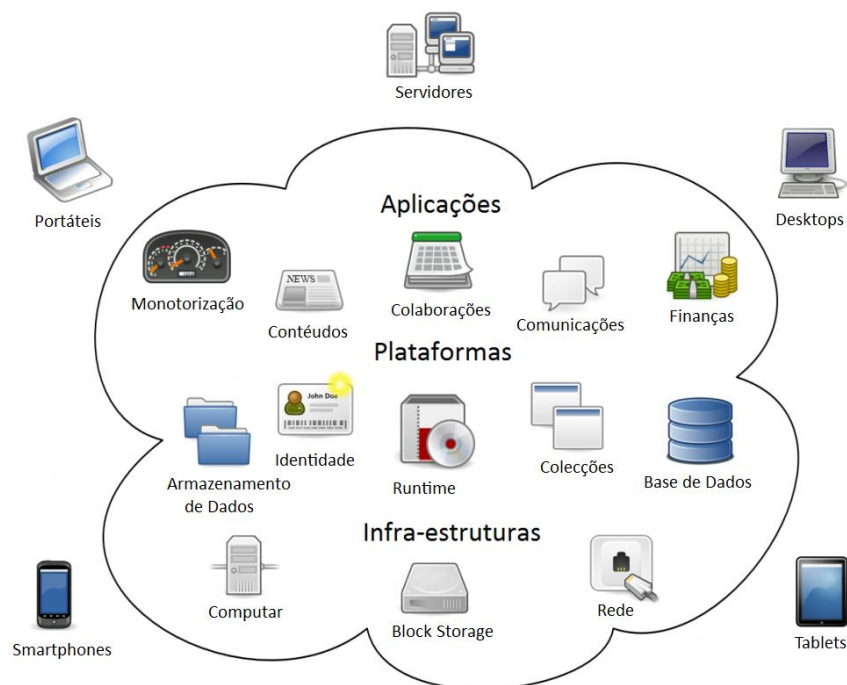 Servidores
Portáteis
Desktops
Aplicações
Monotorização
NEWS
Contéudos
Colaborações
Comunicações
Finanças
Plataformas
John Doe
Armazenamento
de Dados
Identidade
Runtime
Colecções
Base de Dados
Infra-estruturas
Computar
Block Storage
Rede
Smartphones
Tablets